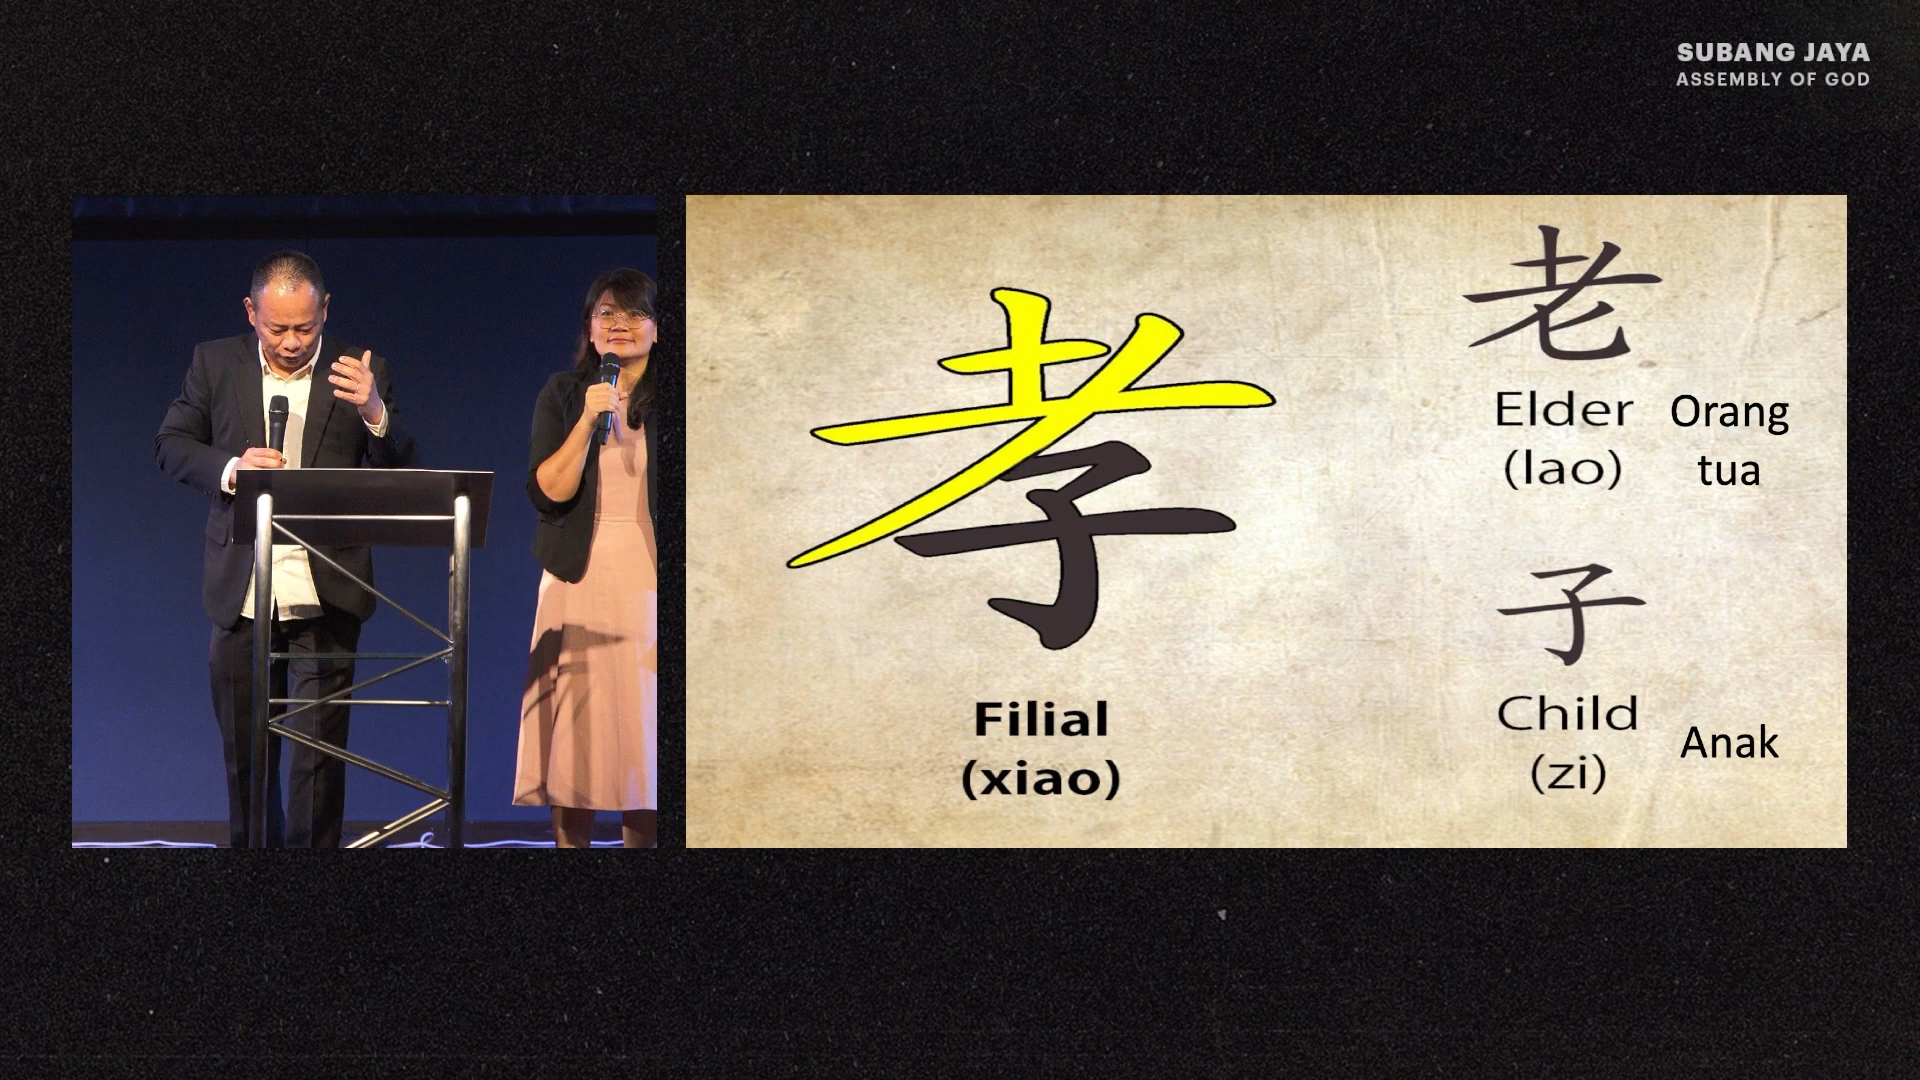 SUBANG JAYA
ASSEMBLY OF GOD
孝
Filial
(xiao)
老
Elder
(lao)
Orang
tua
子
Child
(zi)
Anak